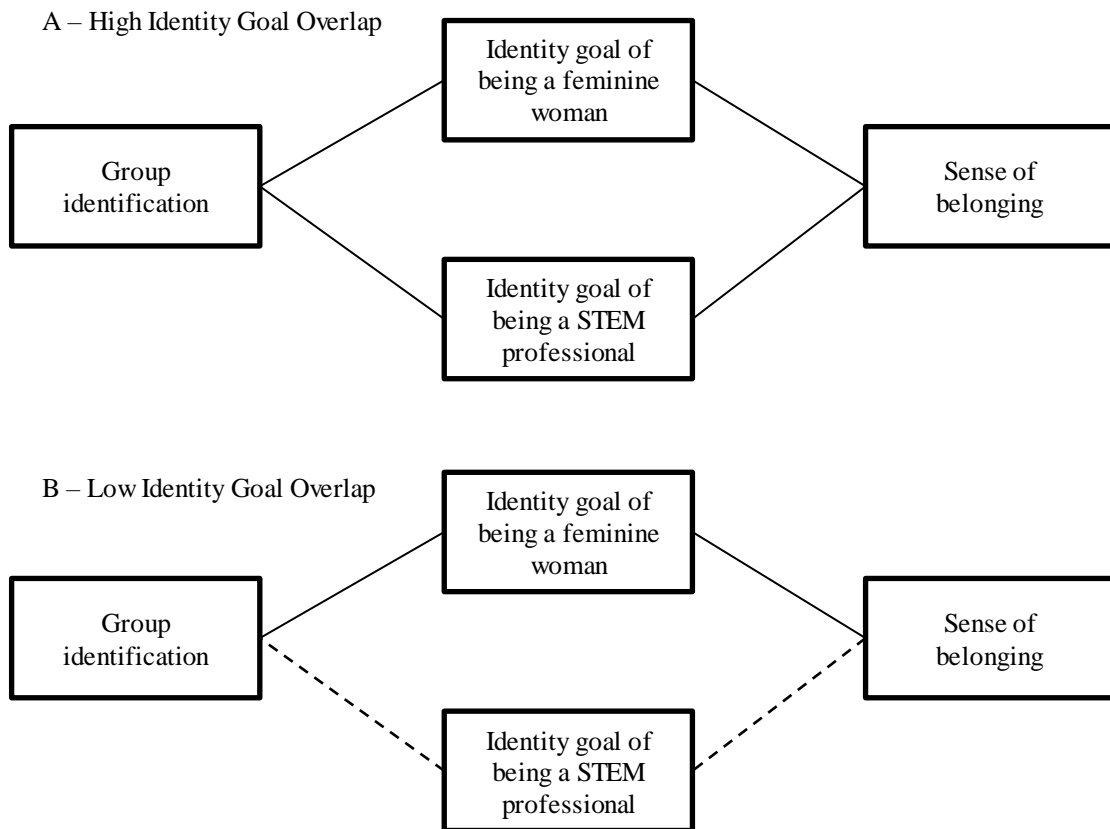 A – High Identity Goal Overlap
Identity goal of
being a feminine
woman
Group
identification
Sense of
belonging
Identity goal of
being a STEM
professional
B – Low Identity Goal Overlap
Identity goal of
being a feminine
woman
Group
identification
Sense of
belonging
Identity goal of
being a STEM
professional